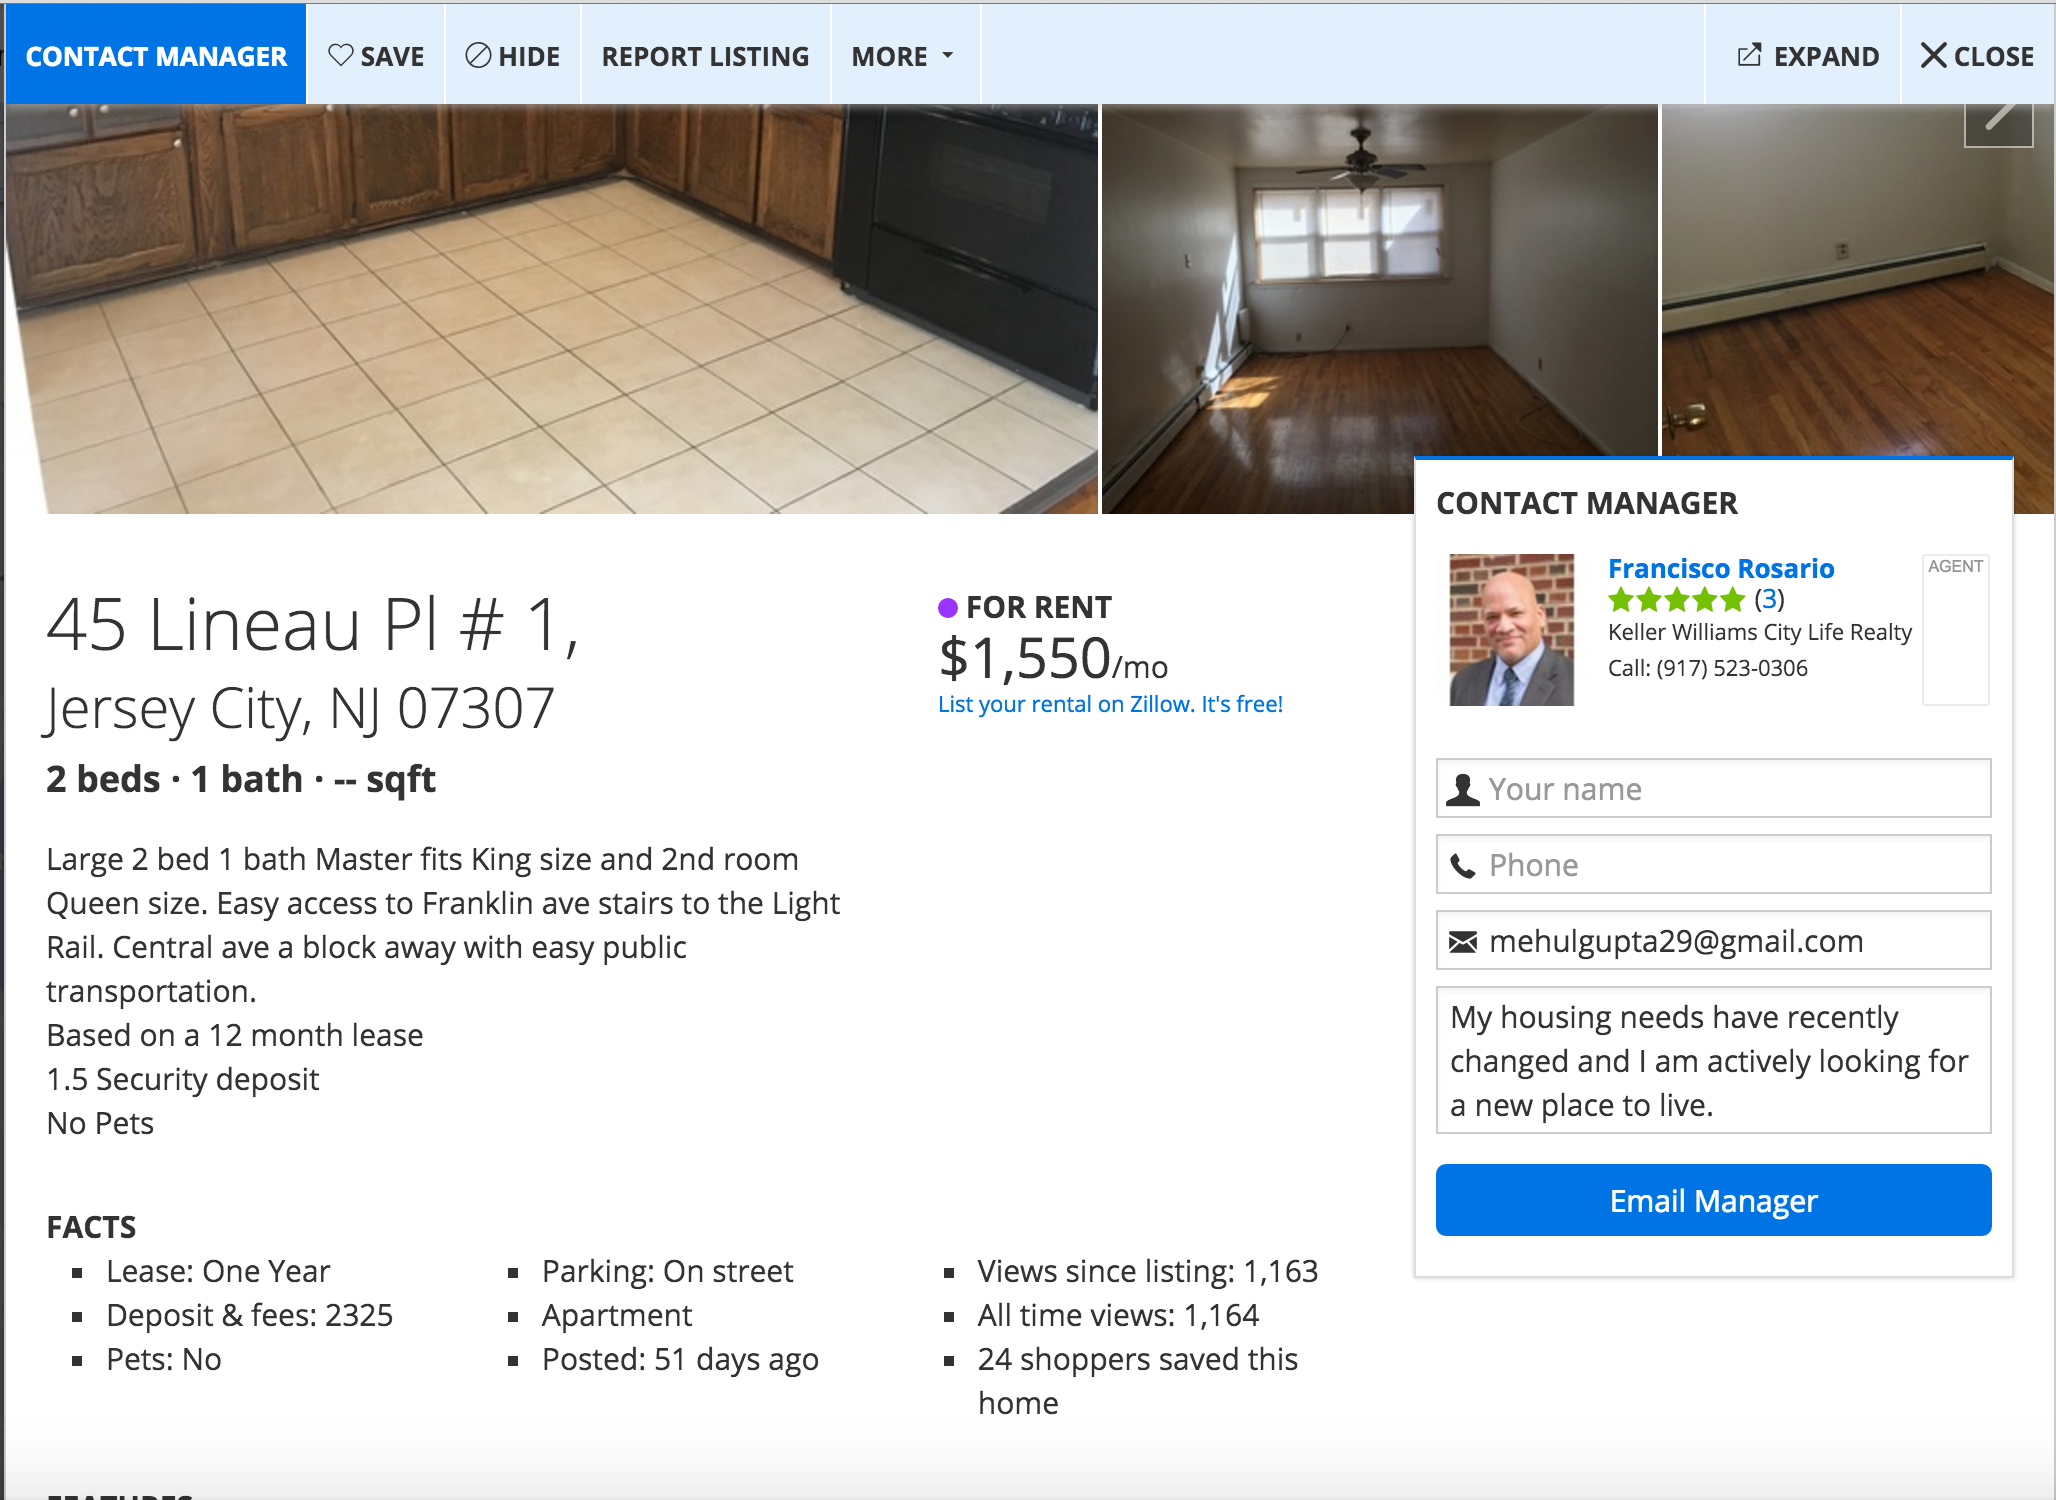 CONTACT MANAGER
SAVE
HIDE
REPORT LISTING
MORE
EXPAND
CLOSE
45 Lineau Pl # 1,
Jersey City, NJ 07307
2 beds · 1 bath · -- sqft
Large 2 bed 1 bath Master fits King size and 2nd room
Queen size. Easy access to Franklin ave stairs to the Light
Rail. Central ave a block away with easy public
transportation.
Based on a 12 month lease
1.5 Security deposit
No Pets
FOR RENT
$1,550/mo
List your rental on Zillow. It's free!
CONTACT MANAGER
Francisco Rosario
(3)
Keller Williams City Life Realty
Call: (917) 523-0306
AGENT
Your name
Phone
mehulgupta29@gmail.com
My housing needs have recently
changed and I am actively looking for
a new place to live.
Email Manager
FACTS
Lease: One Year
Deposit & fees: 2325
Pets: No
Parking: On street
Apartment
Posted: 51 days ago
Views since listing: 1,163
All time views: 1,164
24 shoppers saved this
home
FEATURES